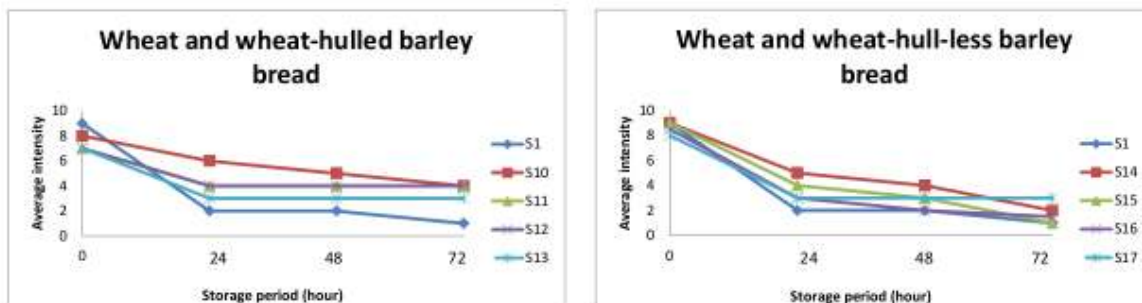 Wheat and wheat-hulled barley
bread
10
8
6
4
2
0
Average intensity
0 24 48 72
Storage period (hour)
S1
S10
S11
S12
S13
Wheat and wheat-hull-less barley
bread
10
8
6
4
2
0
Average intensity
0 24 48 72
Storage period (hour)
S1
S14
S15
S16
S17